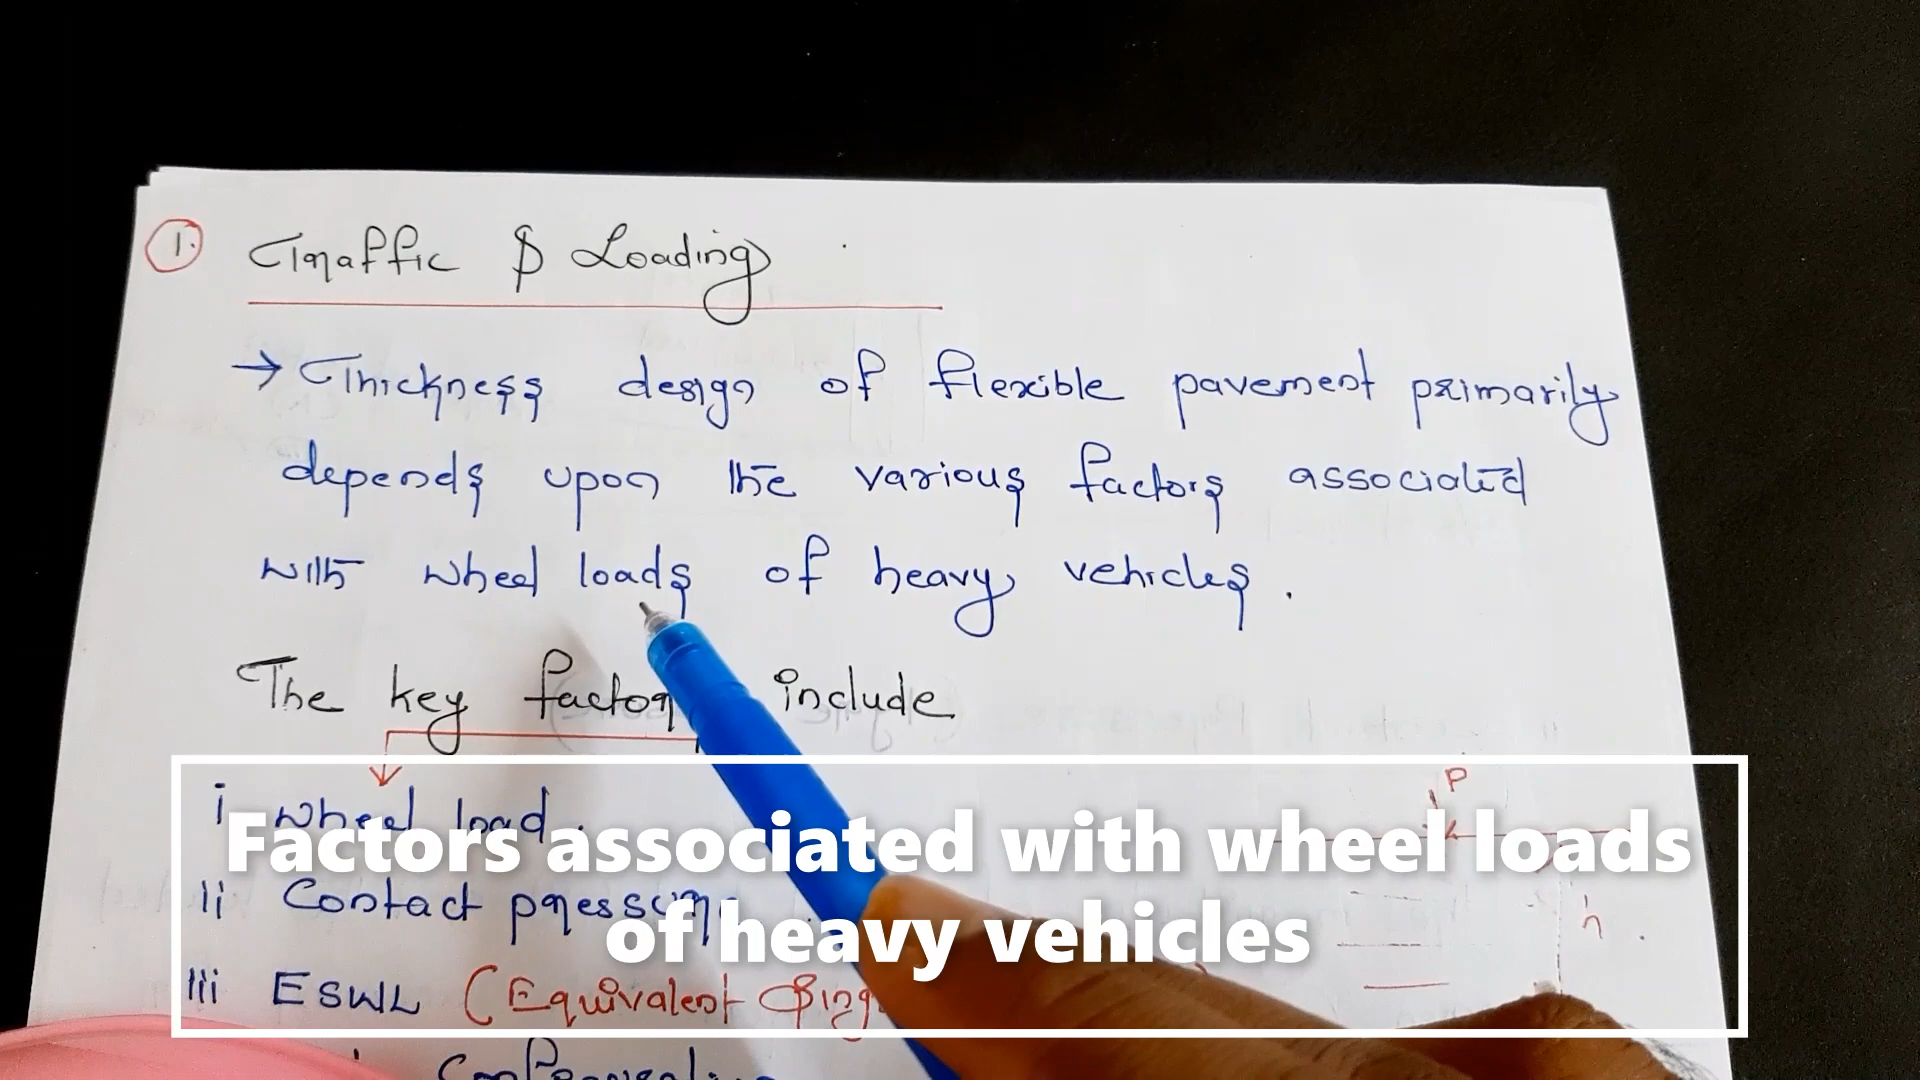 1. Traffic & Loading
→ Thickness design of flexible pavement primarily
depends upon the various factors associated
with wheel loads of heavy vehicles.
The key factor include
i wheel load.
P
Factors associated with wheel loads
ii Contact
h
of heavy vehicles
iii ESWL (Equivalent